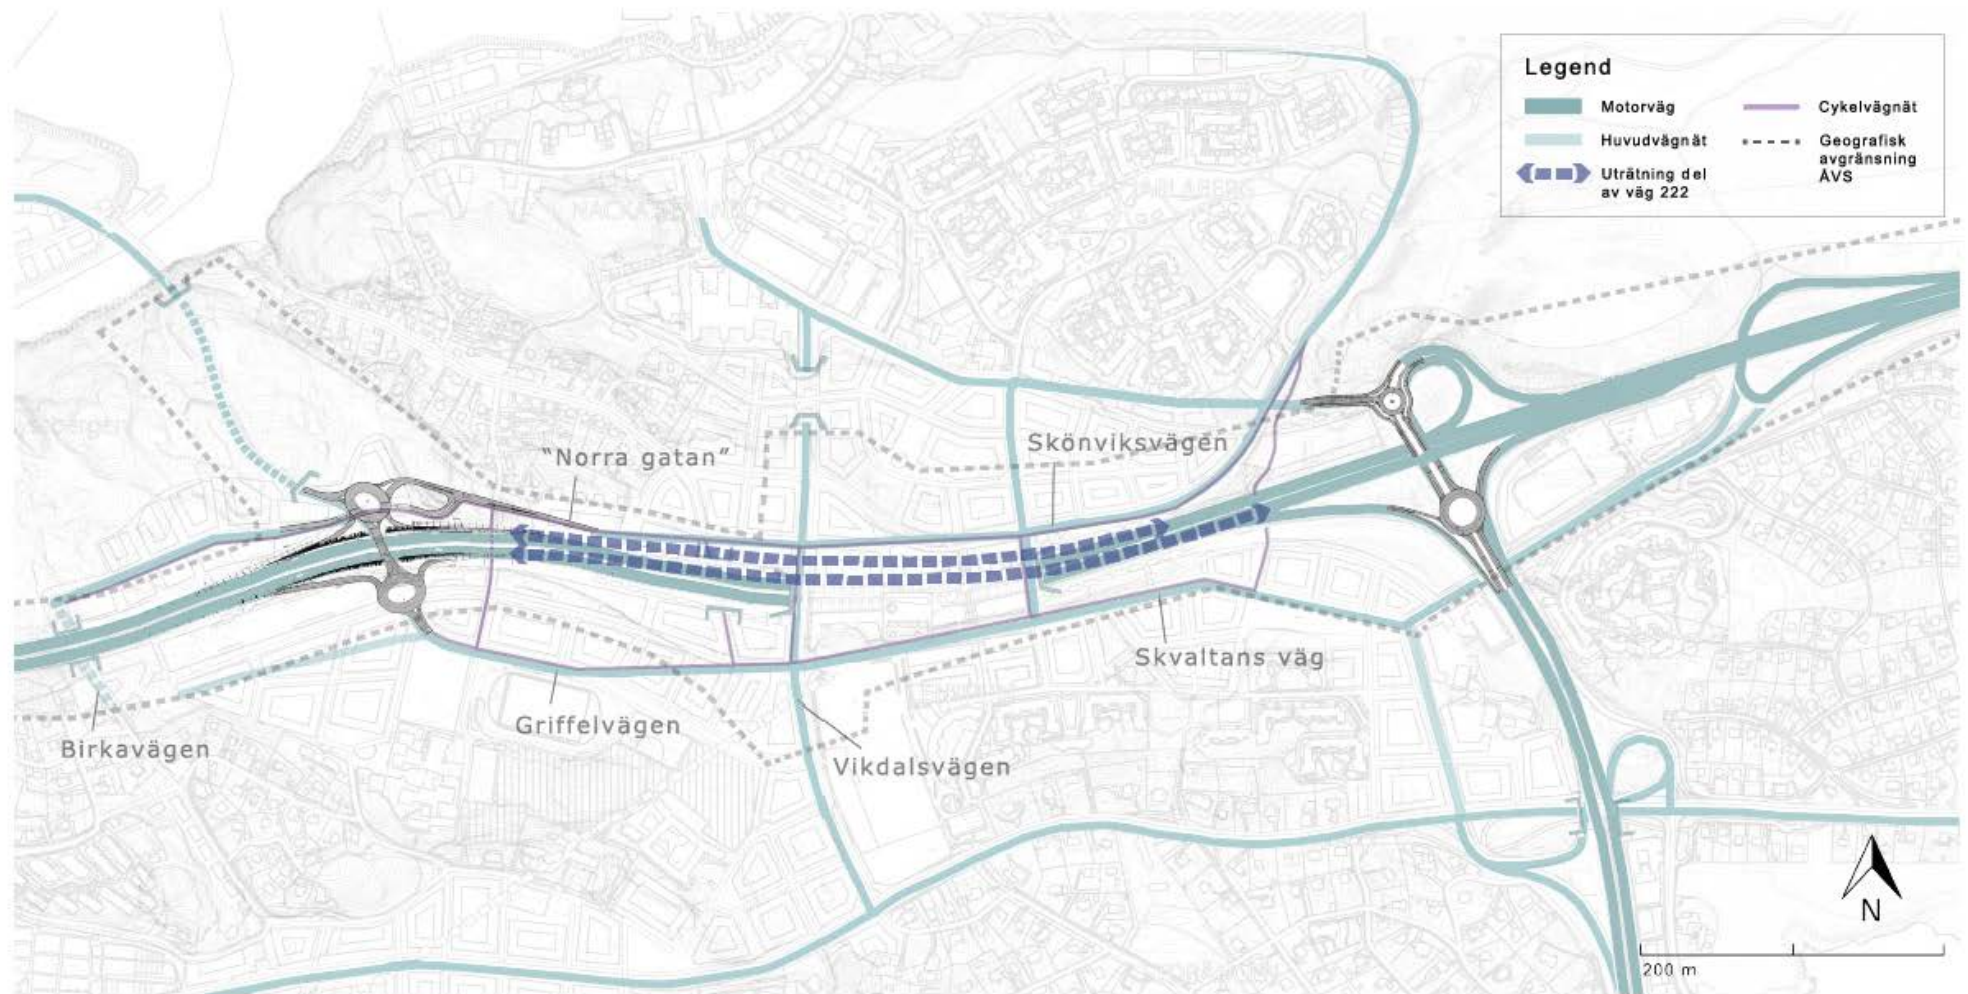 Legend
Motorväg
Huvudvägnät
Uträtning del
av väg 222
Cykelvägnät
Geografisk
avgränsning
ÅVS
"Norra gatan"
Skönviksvägen
Skvaltans väg
Griffelvägen
Birkavägen
Vikdalsvägen
N
200 m